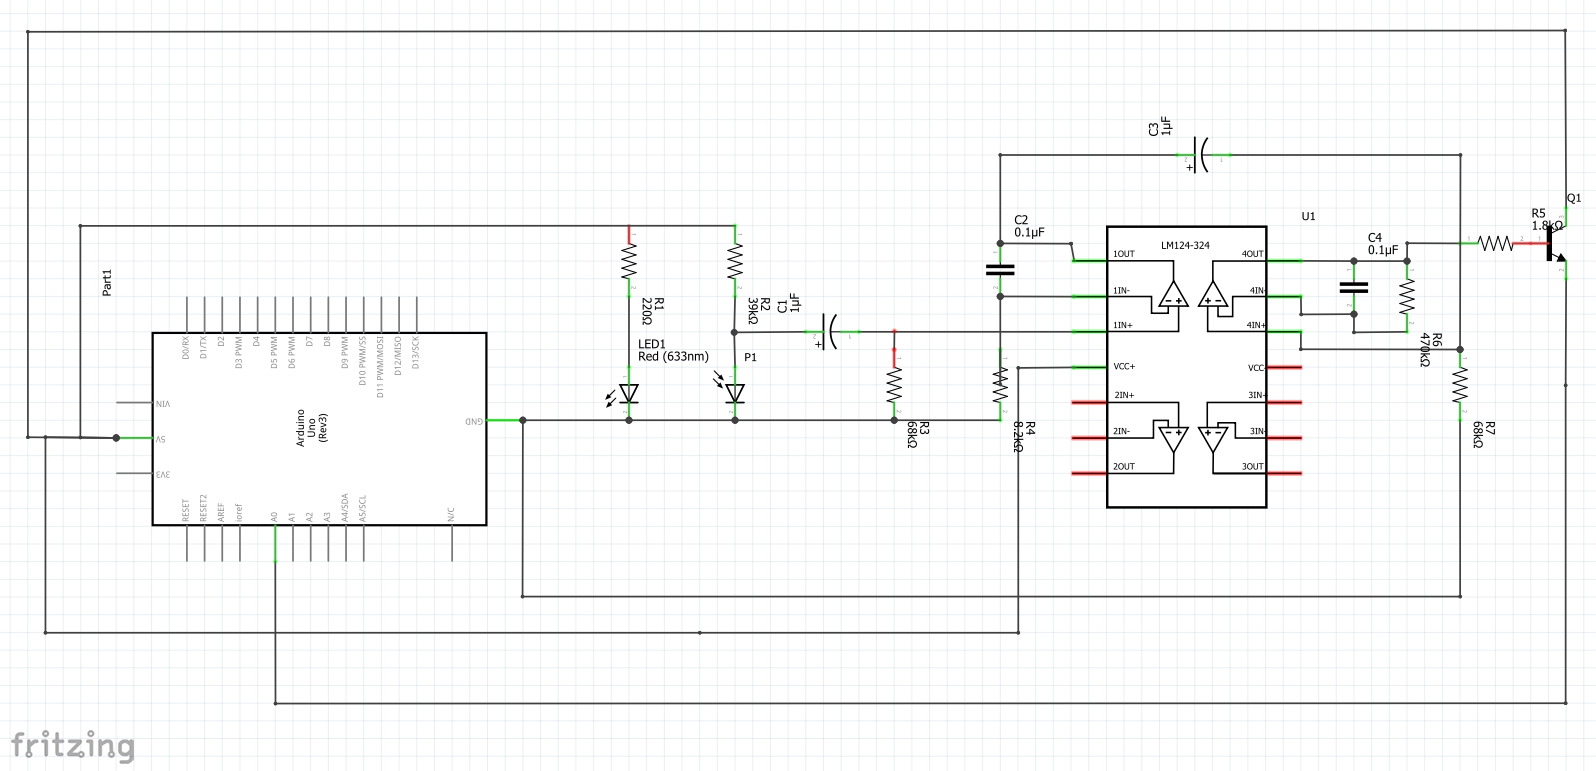 C3
1µF
Q1
R5
1.8kΩ
C2
0.1µF
U1
C4
0.1µF
LM124-324
1OUT
1IN-
1IN+
VCC+
2IN+
2IN-
2OUT
4OUT
4IN-
4IN+
VCC-
3IN+
3IN-
3OUT
Part1
R1
220Ω
R2
39kΩ
C1
1µF
LED1
Red (633nm)
P1
R3
68kΩ
R4
8.2kΩ
R6
470kΩ
R7
68kΩ
D0/RX
D1/TX
D2
D3 PWM
D4
D5 PWM
D6 PWM
D7
D8
D9 PWM
D10 PWM/SS
D11 PWM/MOSI
D12/MISO
D13/SCK
VIN
5V
3V3
GND
Arduino
Uno
(Rev3)
RESET
RESET2
AREF
ioref
A0
A1
A2
A3
A4/SDA
A5/SCL
N/C
fritzing